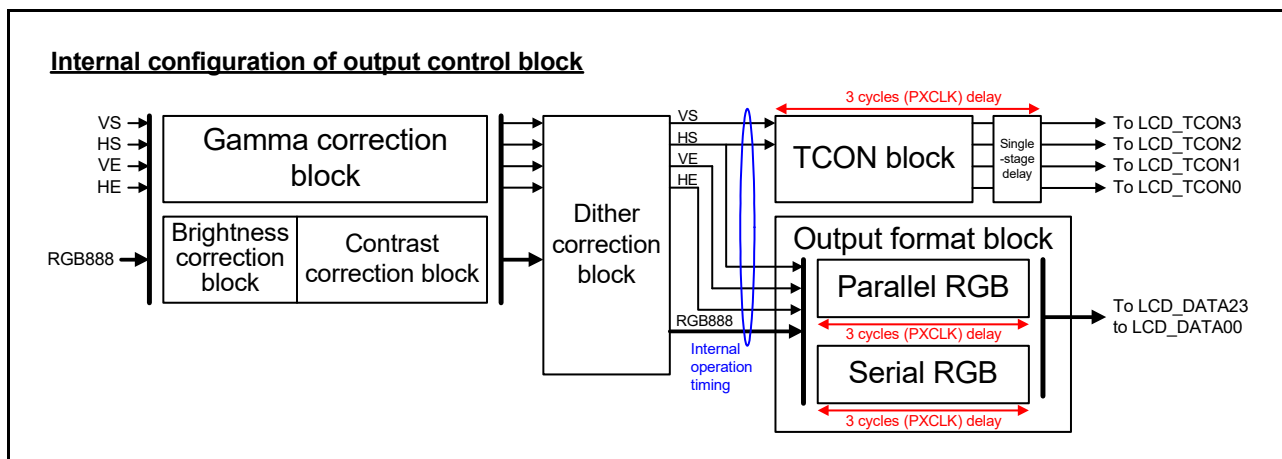 Internal configuration of output control block
VS
HS
VE
HE
RGB888
Gamma correction
block
Brightness
correction
block
Contrast
correction block
Dither
correction
block
VS
HS
VE
HE
RGB888
Internal
operation
timing
3 cycles (PXCLK) delay
TCON block
Single
-stage
delay
To LCD_TCON3
To LCD_TCON2
To LCD_TCON1
To LCD_TCON0
Output format block
Parallel RGB
3 cycles (PXCLK) delay
Serial RGB
3 cycles (PXCLK) delay
To LCD_DATA23
to LCD_DATA00